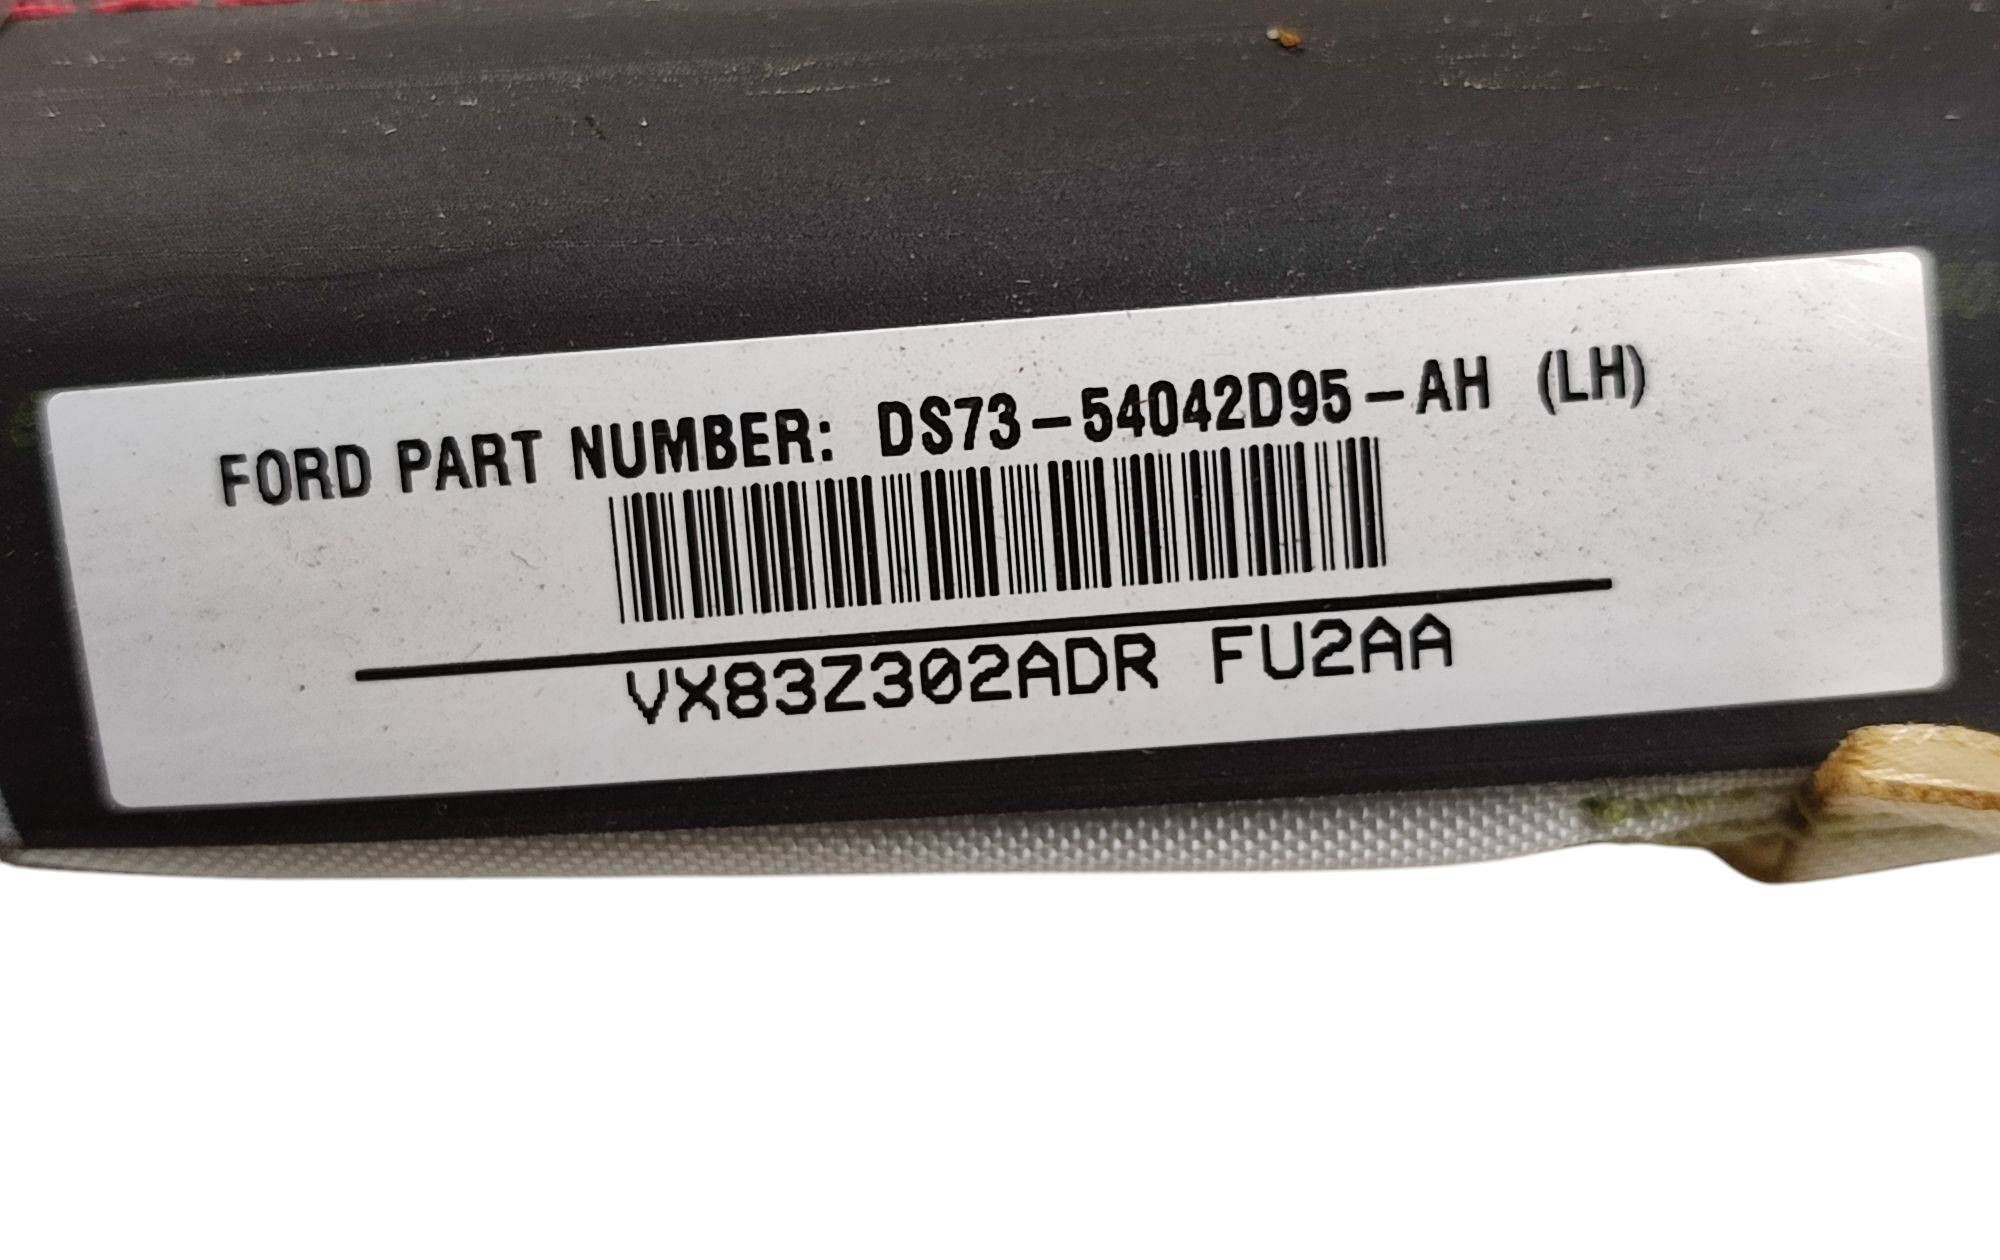 FORD PART NUMBER: DS73-54042D95-AH (LH)
VX83Z302ADR FU2AA